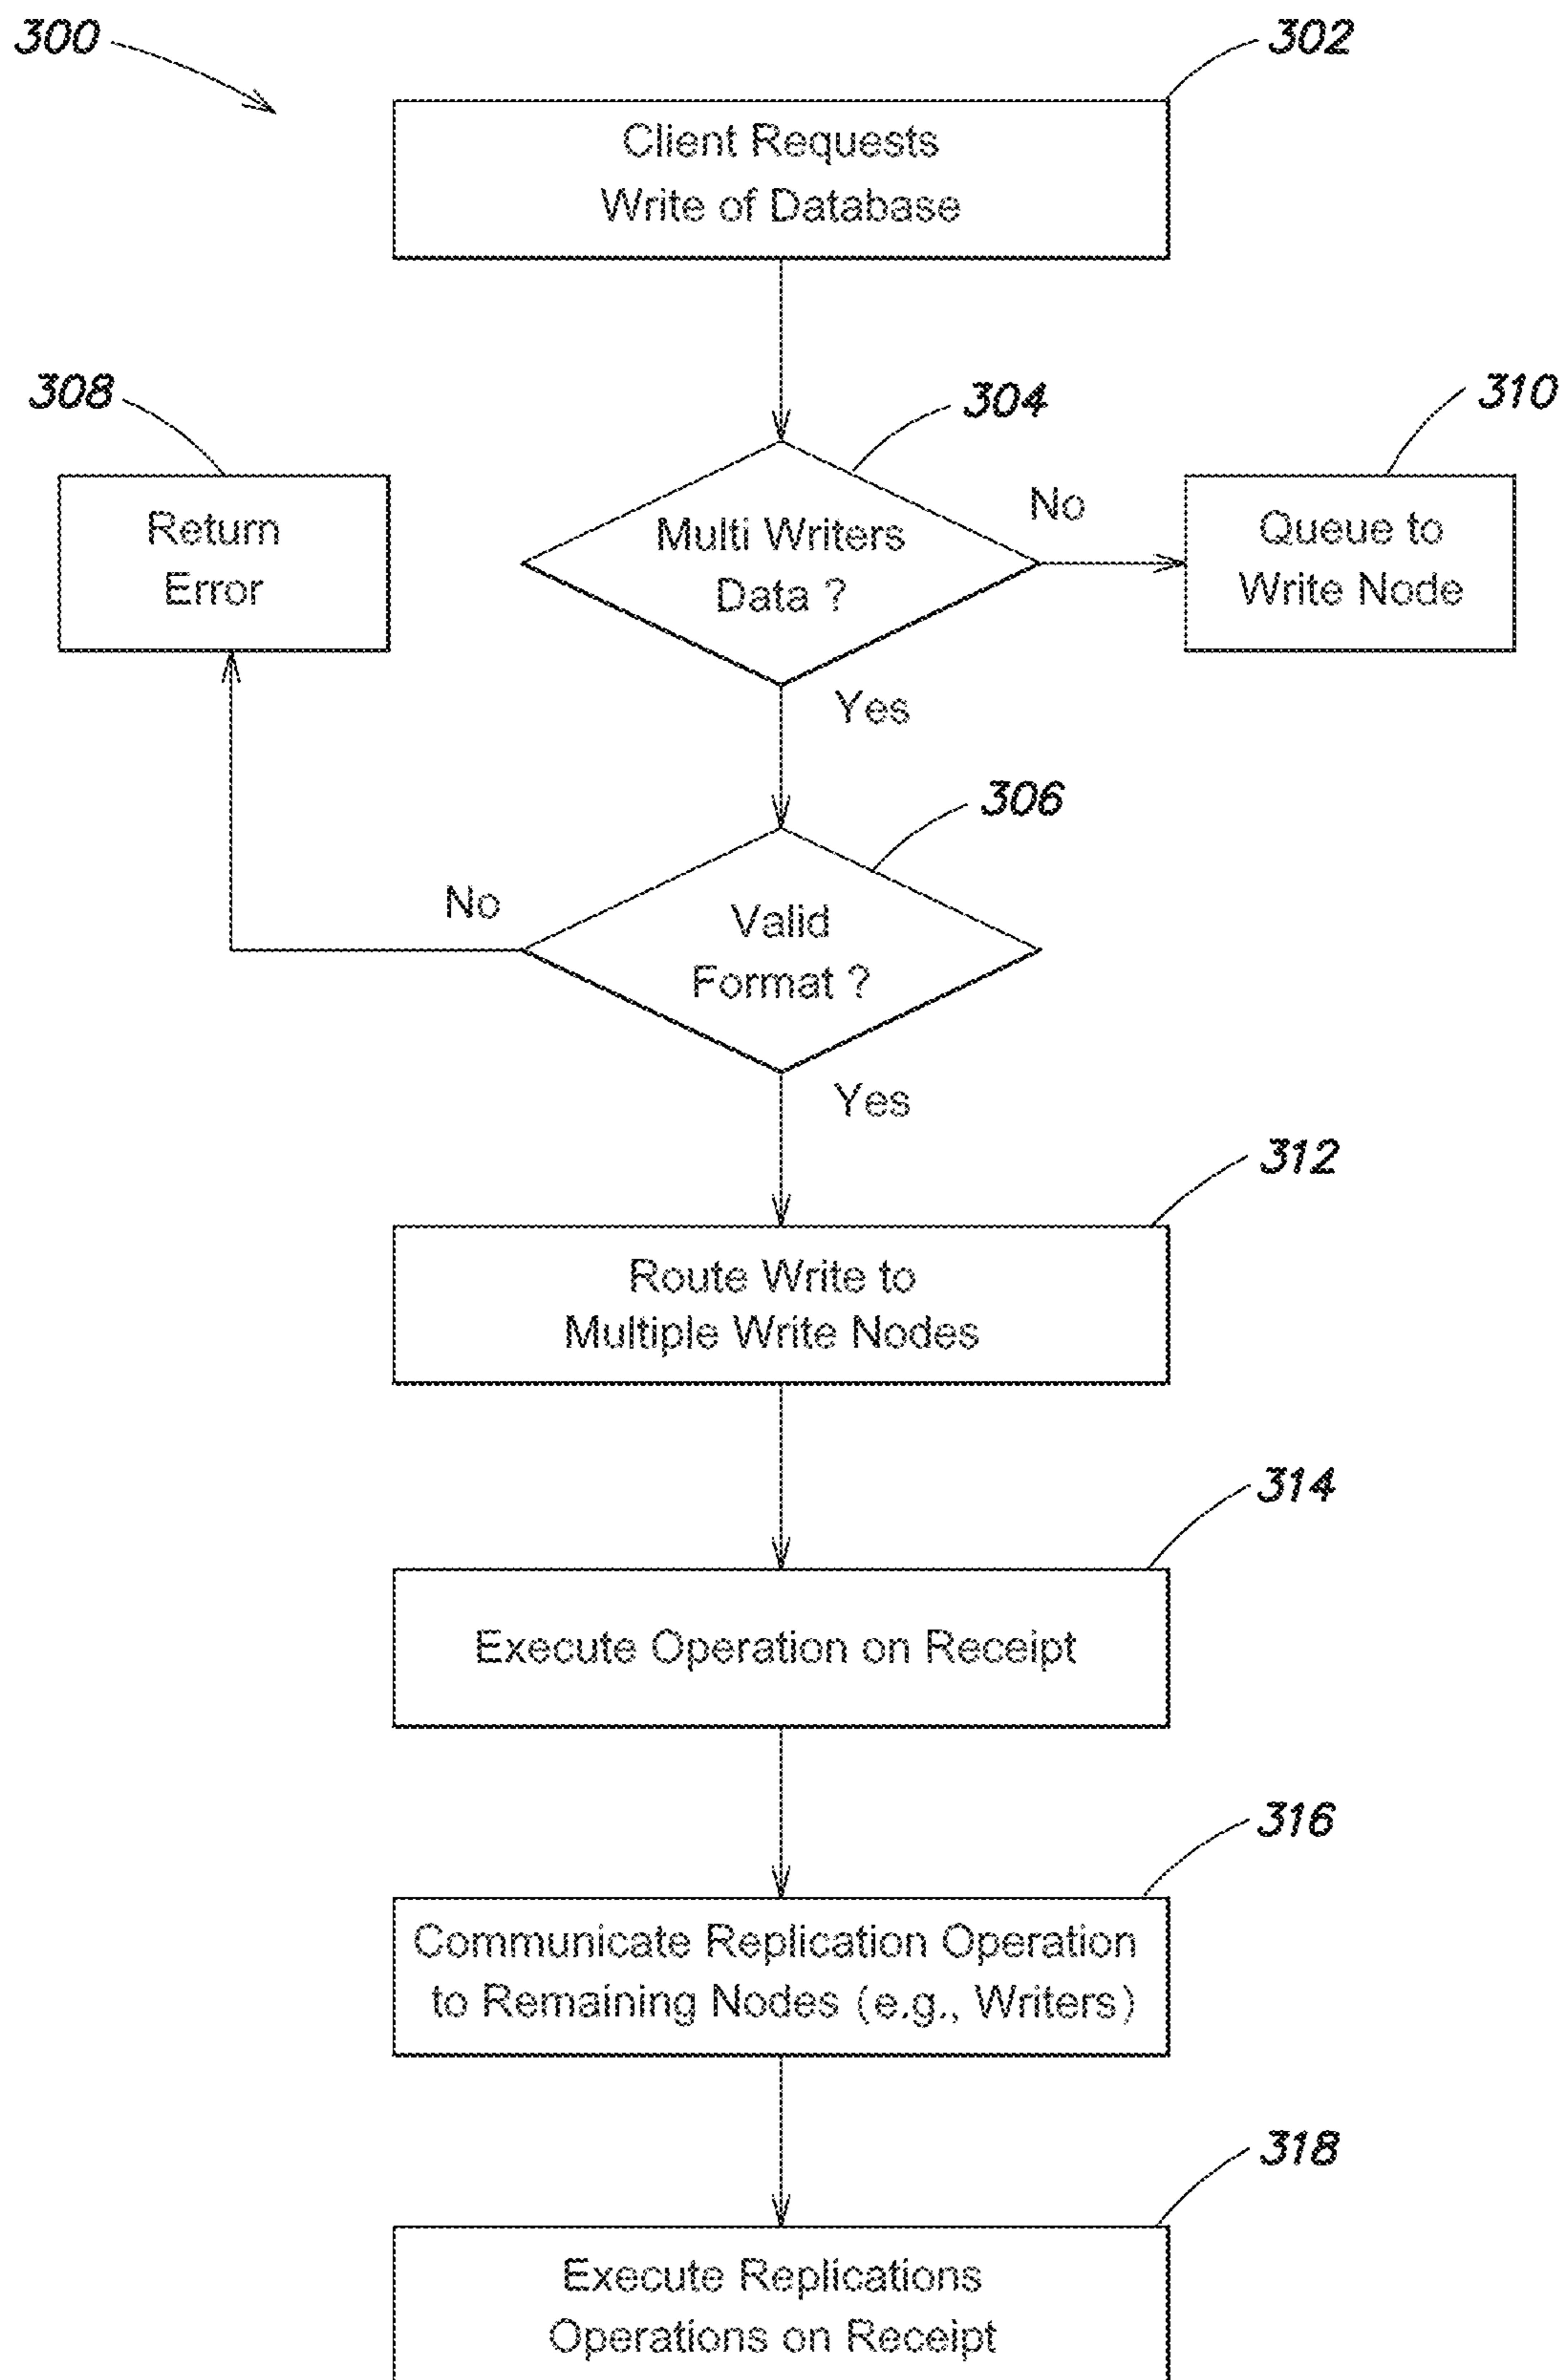 300
302
Client Requests
Write of Database
308
304
310
Return
Error
Multi Writers
Data ?
No
Queue to
Write Node
Yes
306
No
Valid
Format ?
Yes
312
Route Write to
Multiple Write Nodes
314
Execute Operation on Receipt
316
Communicate Replication Operation
to Remaining Nodes (e.g., Writers)
318
Execute Replications
Operations on Receipt